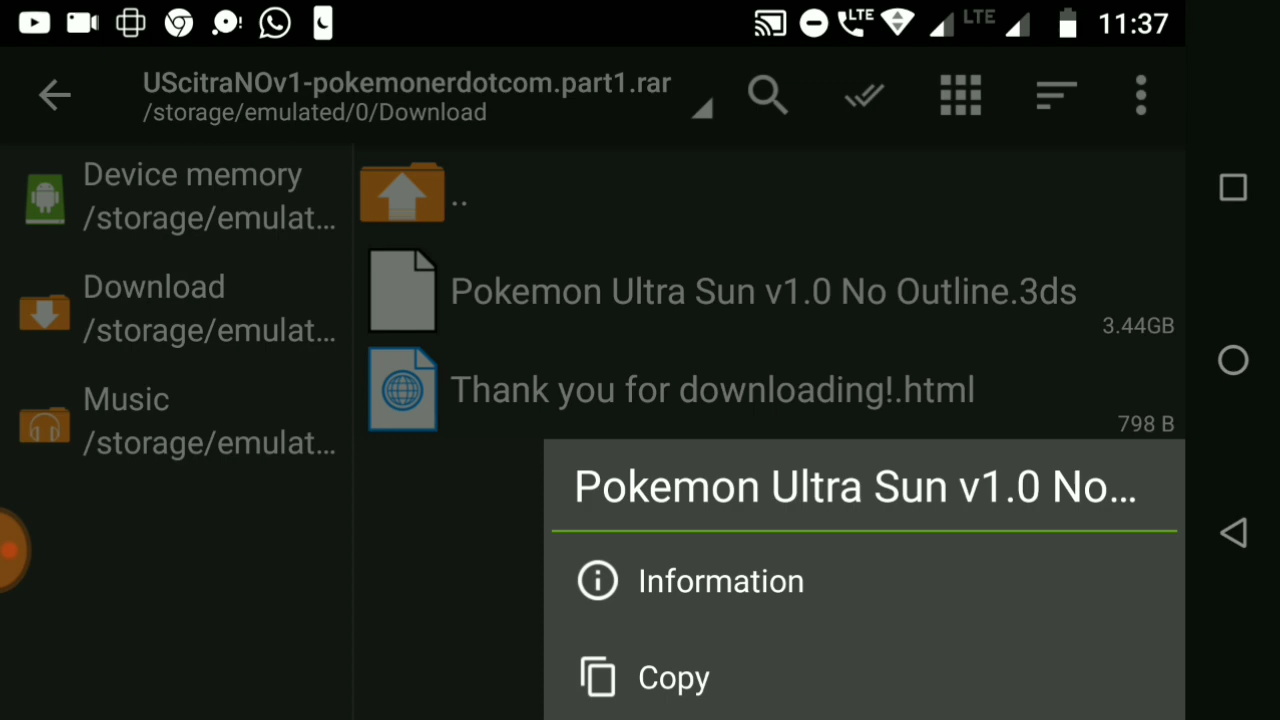 LTE LTE 11:37
UScitraNOv1-pokemonerdotcom.part1.rar
/storage/emulated/0/Download
Device memory
/storage/emulat...
Download
/storage/emulat...
Music
/storage/emulat...
..
Pokemon Ultra Sun v1.0 No Outline.3ds
3.44GB
Thank you for downloading!.html
798 B
Pokemon Ultra Sun v1.0 No...
Information
Copy